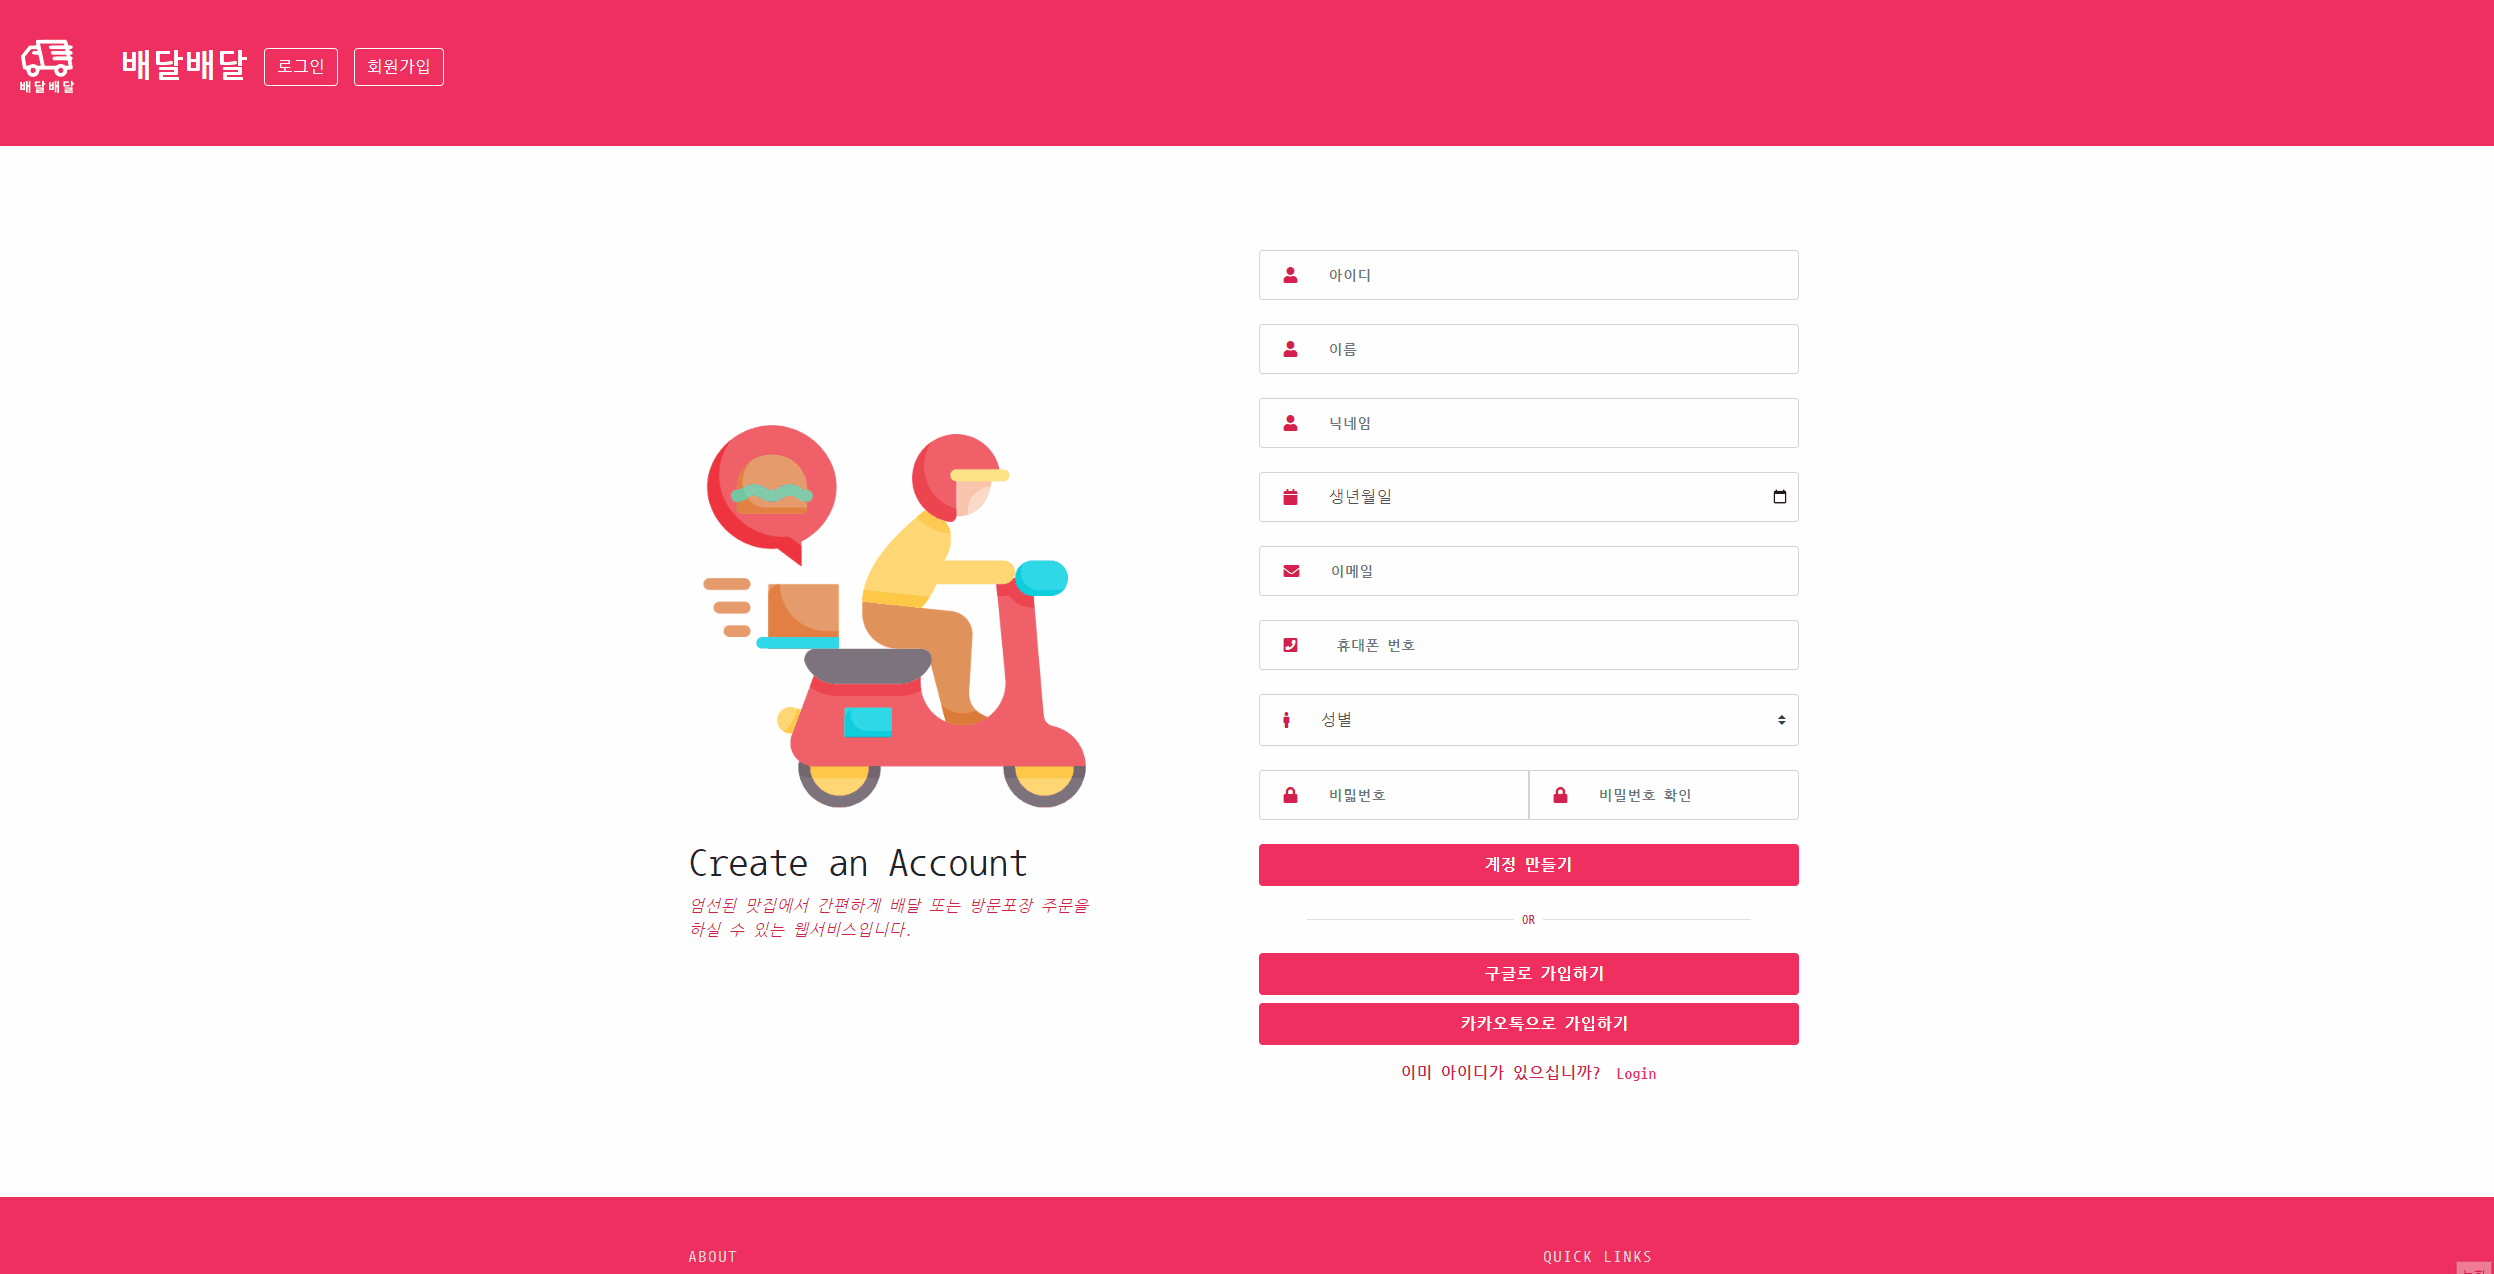 배달배달
배달배달 로그인 회원가입
아이디
이름
닉네임
생년월일
이메일
휴대폰 번호
성별
비밃번호 비밀번호 확인
계정 만들기
OR
구글로 가입하기
카카오톡으로 가입하기
이미 아이디가 있으십니까? Login
Create an Account
엄선된 맛집에서 간편하게 배달 또는 방문포장 주문을
하실 수 있는 웹서비스입니다.
ABOUT QUICK LINKS